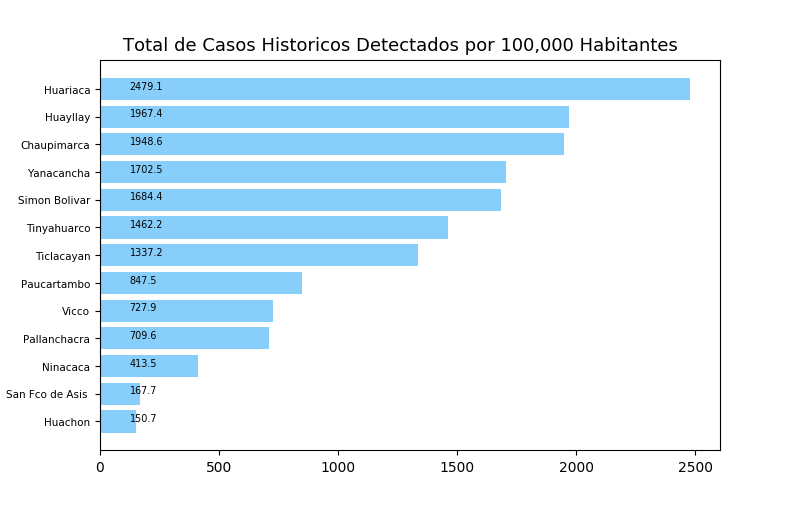 Total de Casos Historicos Detectados por 100,000 Habitantes
Huariaca 2479.1
Huayllay 1967.4
Chaupimarca 1948.6
Yanacancha 1702.5
Simon Bolivar 1684.4
Tinyahuarco 1462.2
Ticlacayan 1337.2
Paucartambo 847.5
Vicco 727.9
Pallanchacra 709.6
Ninacaca 413.5
San Fco de Asis 167.7
Huachon 150.7
0 500 1000 1500 2000 2500